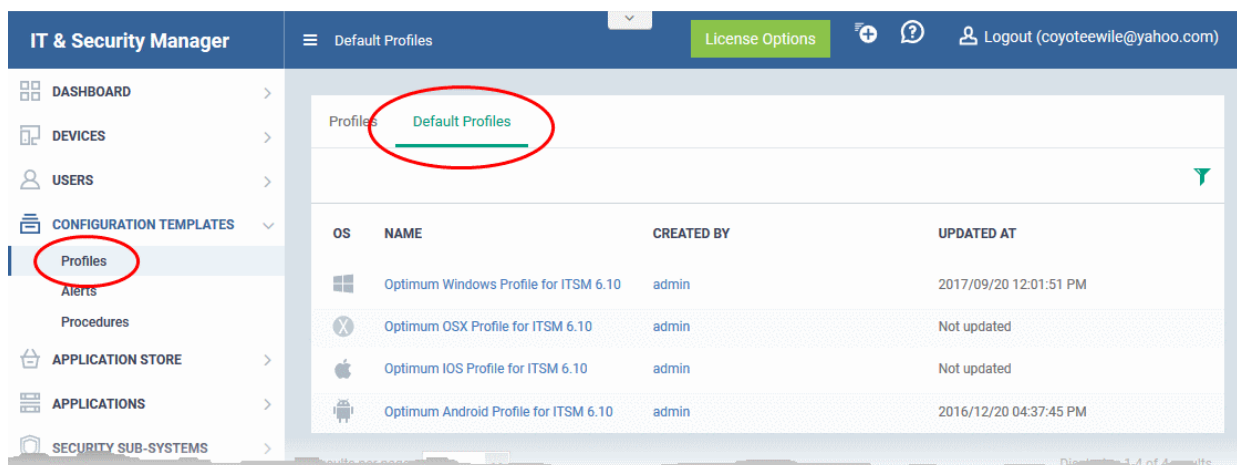 IT & Security Manager
Default Profiles
License Options
Logout (coyoteewile@yahoo.com)
DASHBOARD
DEVICES
USERS
CONFIGURATION TEMPLATES
Profiles
Alerts
Procedures
APPLICATION STORE
APPLICATIONS
SECURITY SUB-SYSTEMS
Profiles Default Profiles
OS NAME CREATED BY UPDATED AT
Optimum Windows Profile for ITSM 6.10 admin 2017/09/20 12:01:51 PM
Optimum OSX Profile for ITSM 6.10 admin Not updated
Optimum IOS Profile for ITSM 6.10 admin Not updated
Optimum Android Profile for ITSM 6.10 admin 2016/12/20 04:37:45 PM